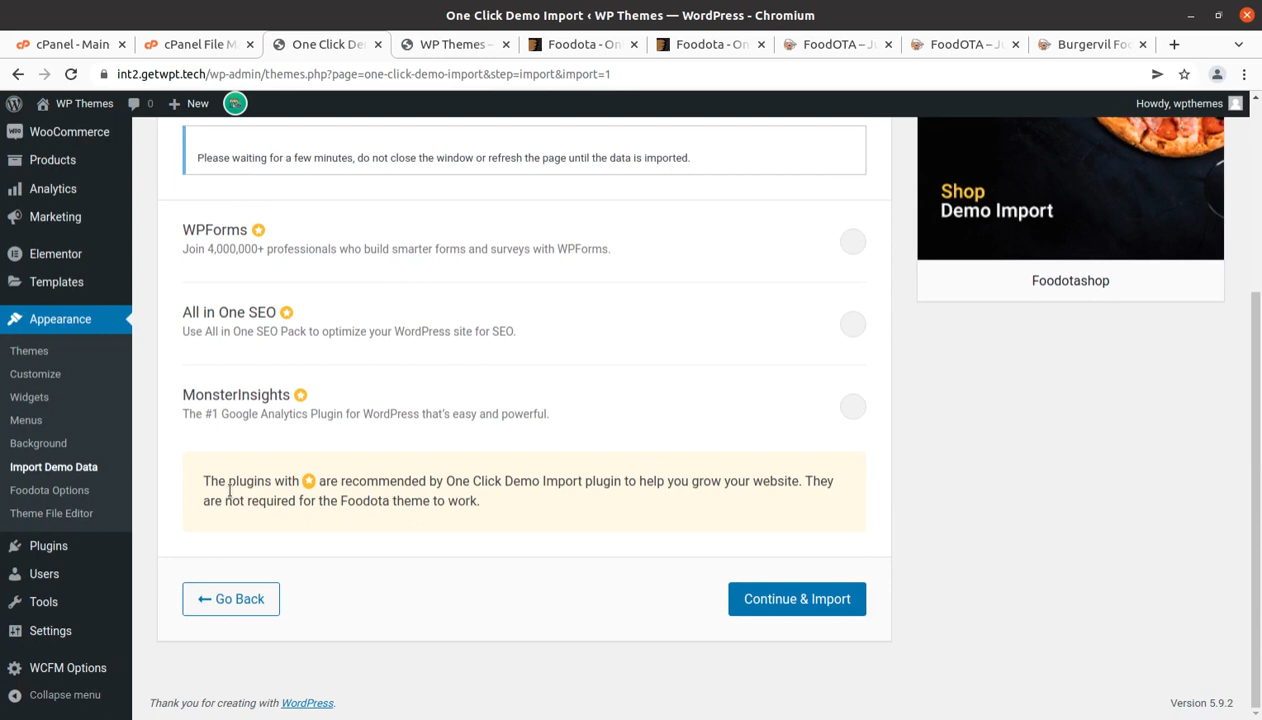 One Click Demo Import ‹ WP Themes — WordPress - Chromium
cPanel - Main
cPanel File M
One Click De
WP Themes -
Foodota - On
Foodota - On
FoodOTA – Ju
FoodOTA – Ju
Burgervil Foo
int2.getwpt.tech/wp-admin/themes.php?page=one-click-demo-import&step=import&import=1
WP Themes
0
New
Howdy, wpthemes
WooCommerce
Products
Analytics
Marketing
Elementor
Templates
Appearance
Themes
Customize
Widgets
Menus
Background
Import Demo Data
Foodota Options
Theme File Editor
Plugins
Users
Tools
Settings
WCFM Options
Collapse menu
Please waiting for a few minutes, do not close the window or refresh the page until the data is imported.
WPForms
Join 4,000,000+ professionals who build smarter forms and surveys with WPForms.
All in One SEO
Use All in One SEO Pack to optimize your WordPress site for SEO.
MonsterInsights
The #1 Google Analytics Plugin for WordPress that's easy and powerful.
The plugins with are recommended by One Click Demo Import plugin to help you grow your website. They
are not required for the Foodota theme to work.
Go Back
Continue & Import
Shop
Demo Import
Foodotashop
Thank you for creating with WordPress.
Version 5.9.2